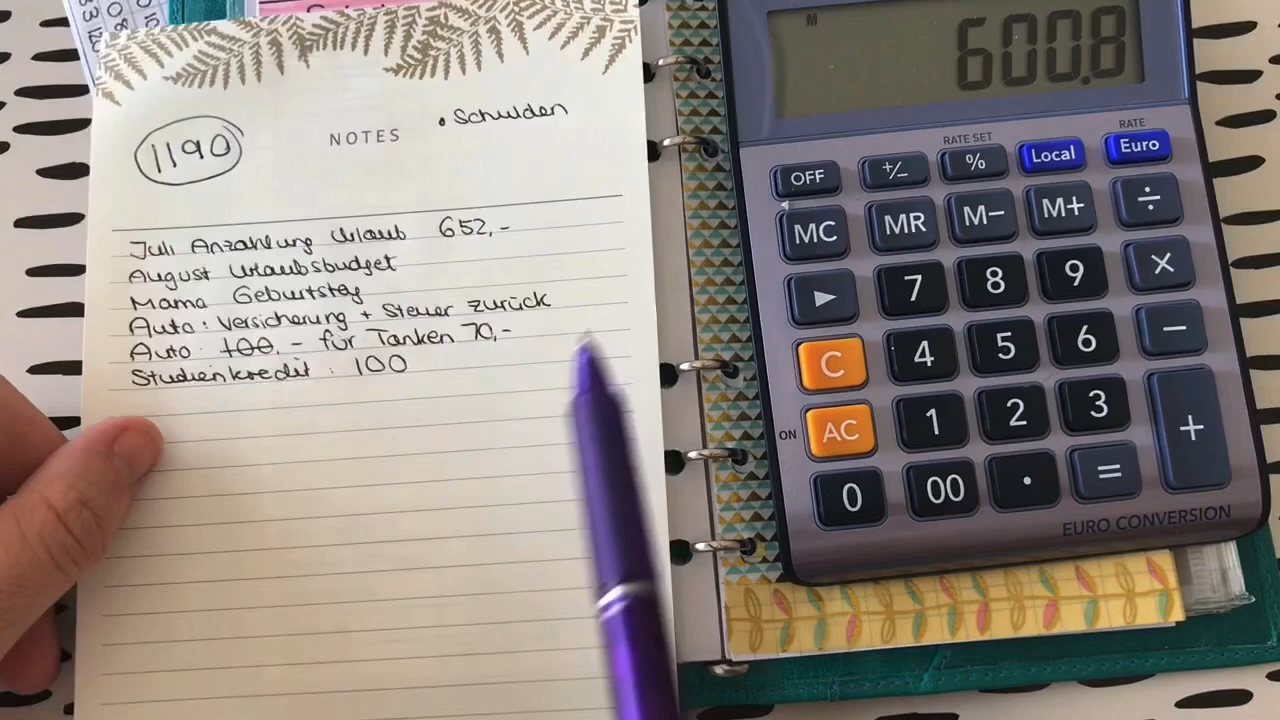 1190
NOTES
• Schulden
Juli Anzahlung Urlaub 652,-
August Urlaubsbudget
Mama Geburtstag
Auto: Versicherung + Steuer zurück
Auto: 100,- für Tanken 70,-
Studienkredit: 100
M
600.8
RATE SET
RATE
OFF
+/-
%
Local
Euro
MC
MR
M-
M+
÷
▶
7
8
9
×
C
4
5
6
−
ON
AC
1
2
3
+
0
00
·
=
EURO CONVERSION